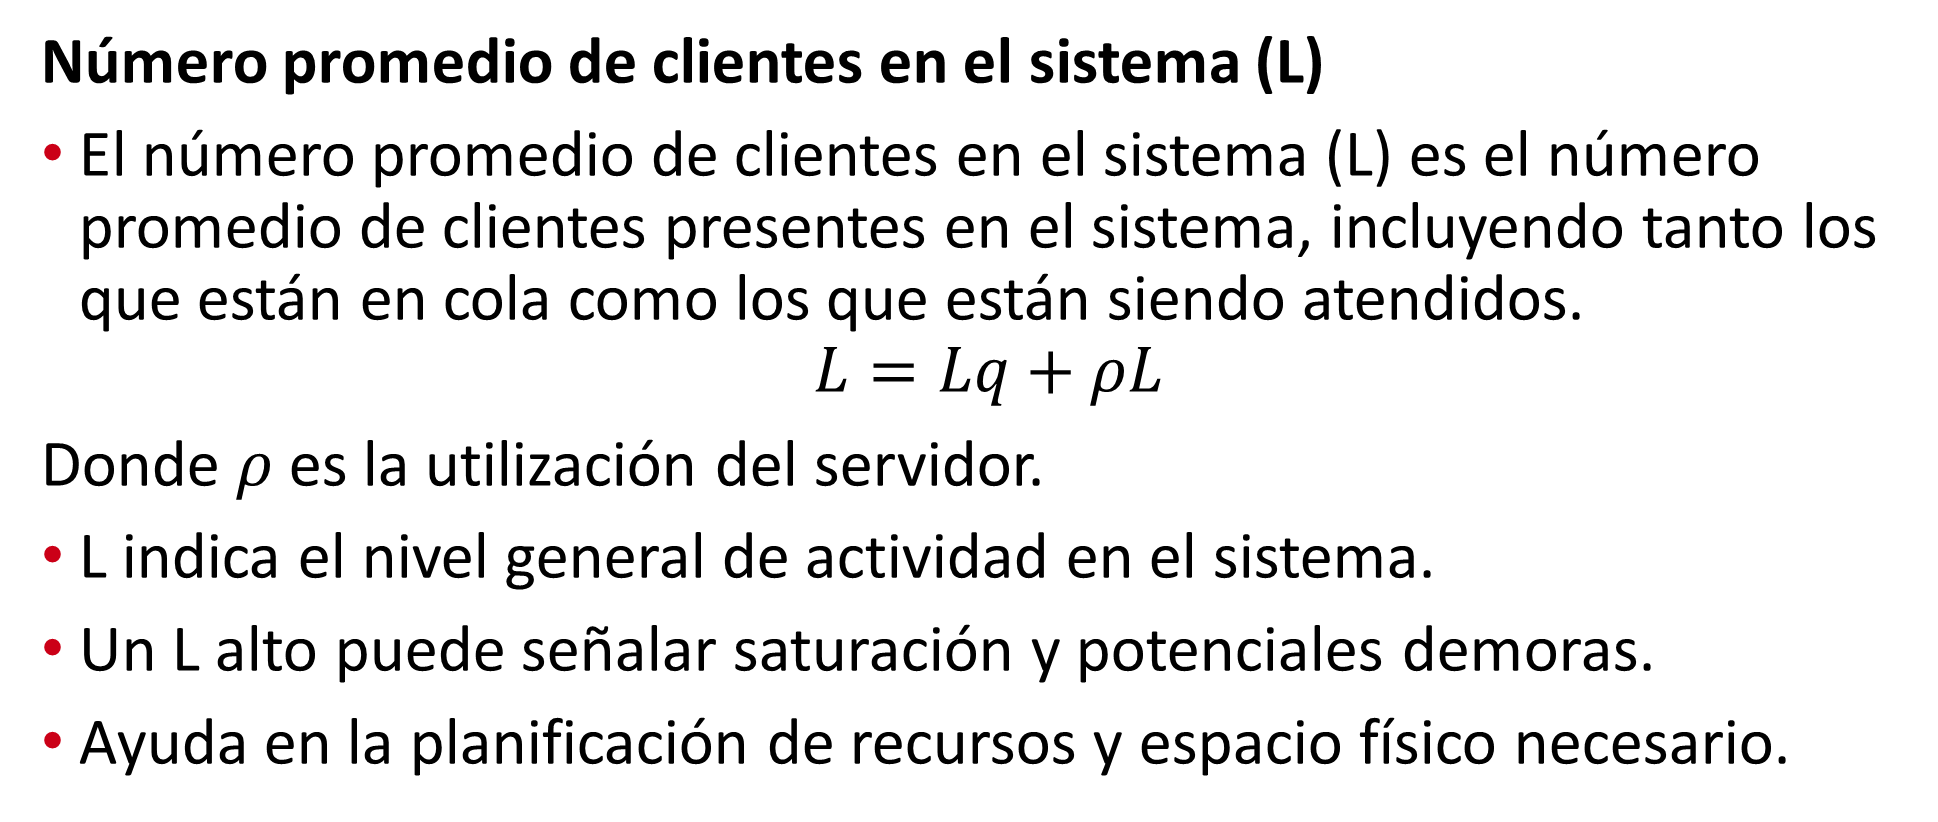 Número promedio de clientes en el sistema (L)
• El número promedio de clientes en el sistema (L) es el número
promedio de clientes presentes en el sistema, incluyendo tanto los
que están en cola como los que están siendo atendidos.
𝐿 = 𝐿𝑞 + 𝜌𝐿
Donde 𝜌 es la utilización del servidor.
• L indica el nivel general de actividad en el sistema.
• Un L alto puede señalar saturación y potenciales demoras.
• Ayuda en la planificación de recursos y espacio físico necesario.